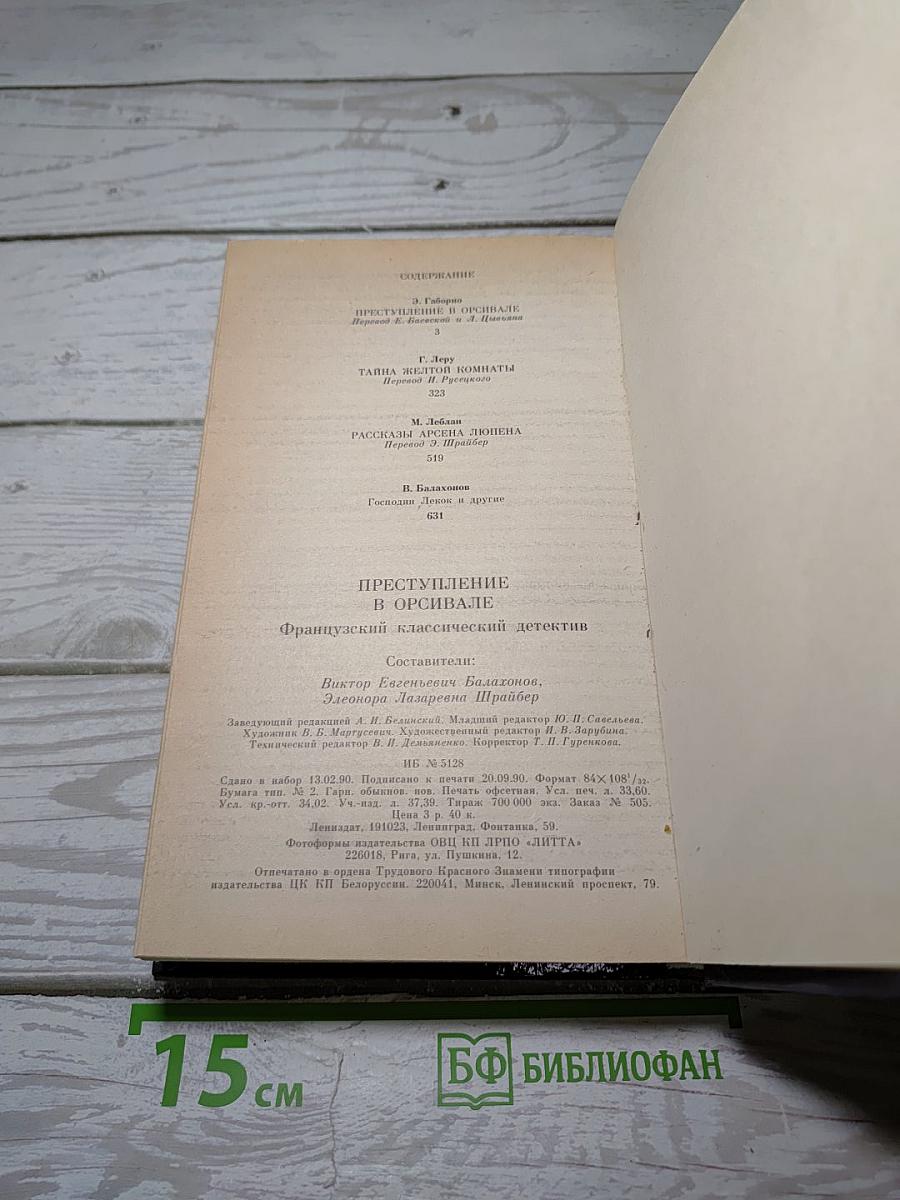 СОДЕРЖАНИЕ
Э. Габорио
ПРЕСТУПЛЕНИЕ В ОРСИВАЛЕ
Перевод Е. Баевской и Л. Цывьяна
3
Г. Леру
ТАЙНА ЖЕЛТОЙ КОМНАТЫ
Перевод И. Русецкого
323
М. Леблан
РАССКАЗЫ АРСЕНА ЛЮПЕНА
Перевод Э. Шрайбер
519
В. Балахонов
Господин Лекок и другие
631
ПРЕСТУПЛЕНИЕ
В ОРСИВАЛЕ
Французский классический детектив
Составители:
Виктор Евгеньевич Балахонов,
Элеонора Лазаревна Шрайбер
Заведующий редакцией А. И. Белинский. Младший редактор Ю. П. Савельева.
Художник В. Б. Мартусевич. Художественный редактор И. В. Зарубина.
Технический редактор В. И. Демьяненко. Корректор Т. П. Гуренкова.
ИБ № 5128
Сдано в набор 13.02.90. Подписано к печати 20.09.90. Формат 84×108¹/₃₂.
Бумага тип. № 2. Гарн. обыкнов. нов. Печать офсетная. Усл. печ. л. 33,60.
Усл. кр.-отт. 34,02. Уч.-изд. л. 37,39. Тираж 700 000 экз. Заказ № 505.
Цена 3 р. 40 к.
Лениздат, 191023, Ленинград, Фонтанка, 59.
Фотоформы издательства ОВЦ КП ЛРПО «ЛИТТА»
226018, Рига, ул. Пушкина, 12.
Отпечатано в ордена Трудового Красного Знамени типографии
издательства ЦК КП Белоруссии. 220041, Минск, Ленинский проспект, 79.
15 см
БФ БИБЛИОФАН